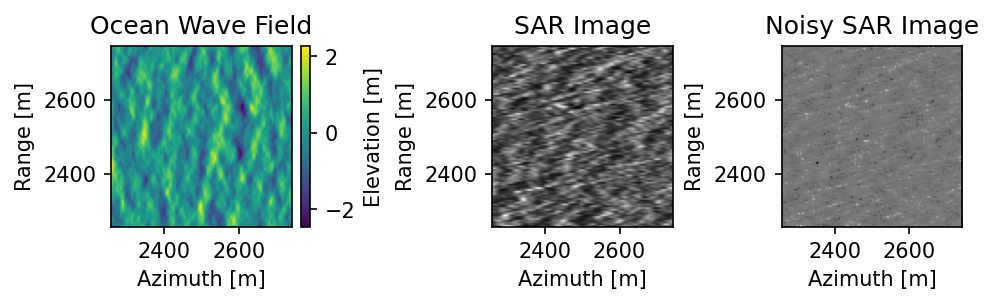 Ocean Wave Field
SAR Image
Noisy SAR Image
Range [m]
2600
2400
2400 2600
Azimuth [m]
2
0
−2
Elevation [m]
Range [m]
2600
2400
2400 2600
Azimuth [m]
Range [m]
2600
2400
2400 2600
Azimuth [m]